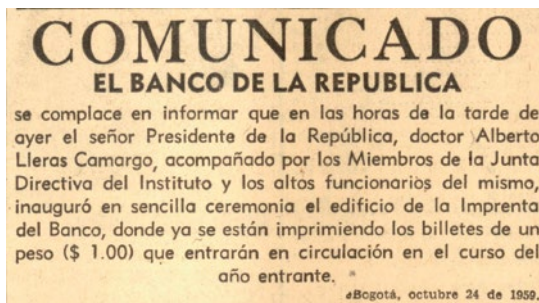 COMUNICADO
EL BANCO DE LA REPUBLICA
se complace en informar que en las horas de la tarde de
ayer el señor Presidente de la República, doctor Alberto
Lleras Camargo, acompañado por los Miembros de la Junta
Directiva del Instituto y los altos funcionarios del mismo,
inauguró en sencilla ceremonia el edificio de la Imprenta
del Banco, donde ya se están imprimiendo los billetes de un
peso ($ 1.00) que entrarán en circulación en el curso del
año entrante.
Bogotá, octubre 24 de 1959.